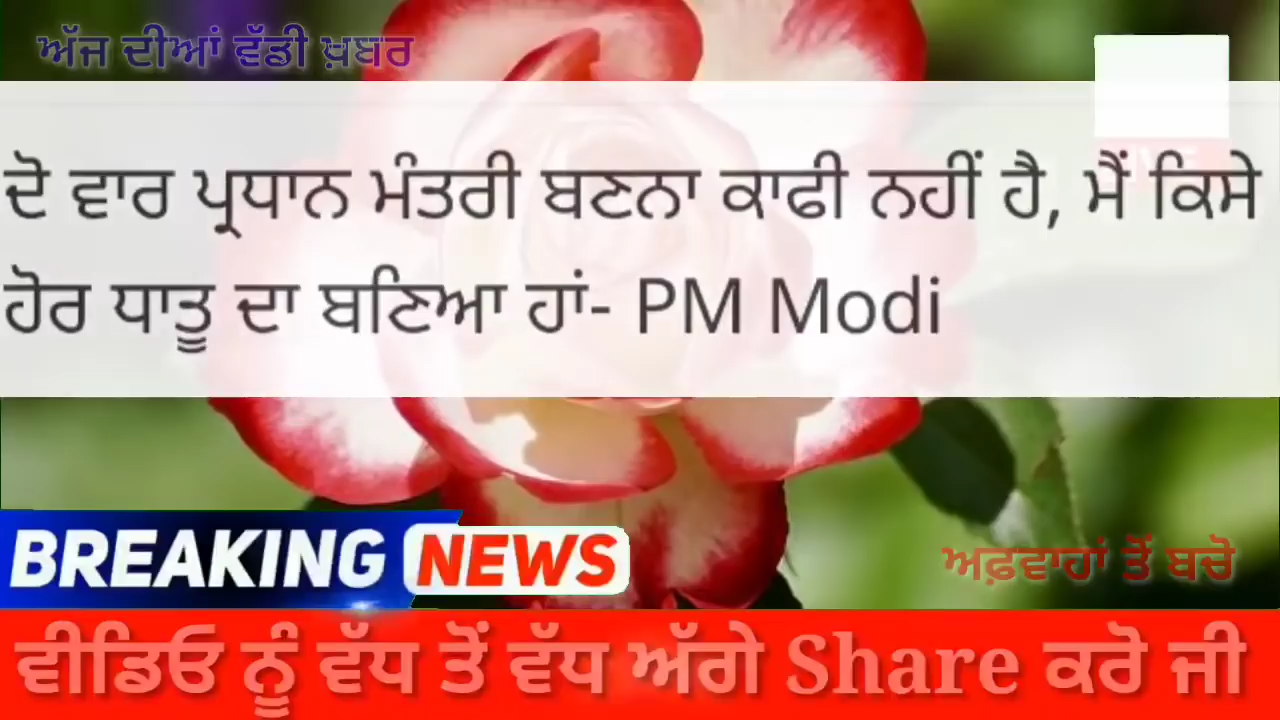 ਅੱਜ ਦੀਆਂ ਵੱਡੀ ਖ਼ਬਰ
ਦੋ ਵਾਰ ਪ੍ਰਧਾਨ ਮੰਤਰੀ ਬਣਨਾ ਕਾਫੀ ਨਹੀਂ ਹੈ, ਮੈਂ ਕਿਸੇ
ਹੋਰ ਧਾਤੂ ਦਾ ਬਣਿਆ ਹਾਂ- PM Modi
BREAKING NEWS
ਅਫ਼ਵਾਹਾਂ ਤੋਂ ਬਚੋ
ਵੀਡਿਓ ਨੂੰ ਵੱਧ ਤੋਂ ਵੱਧ ਅੱਗੇ Share ਕਰੋ ਜੀ